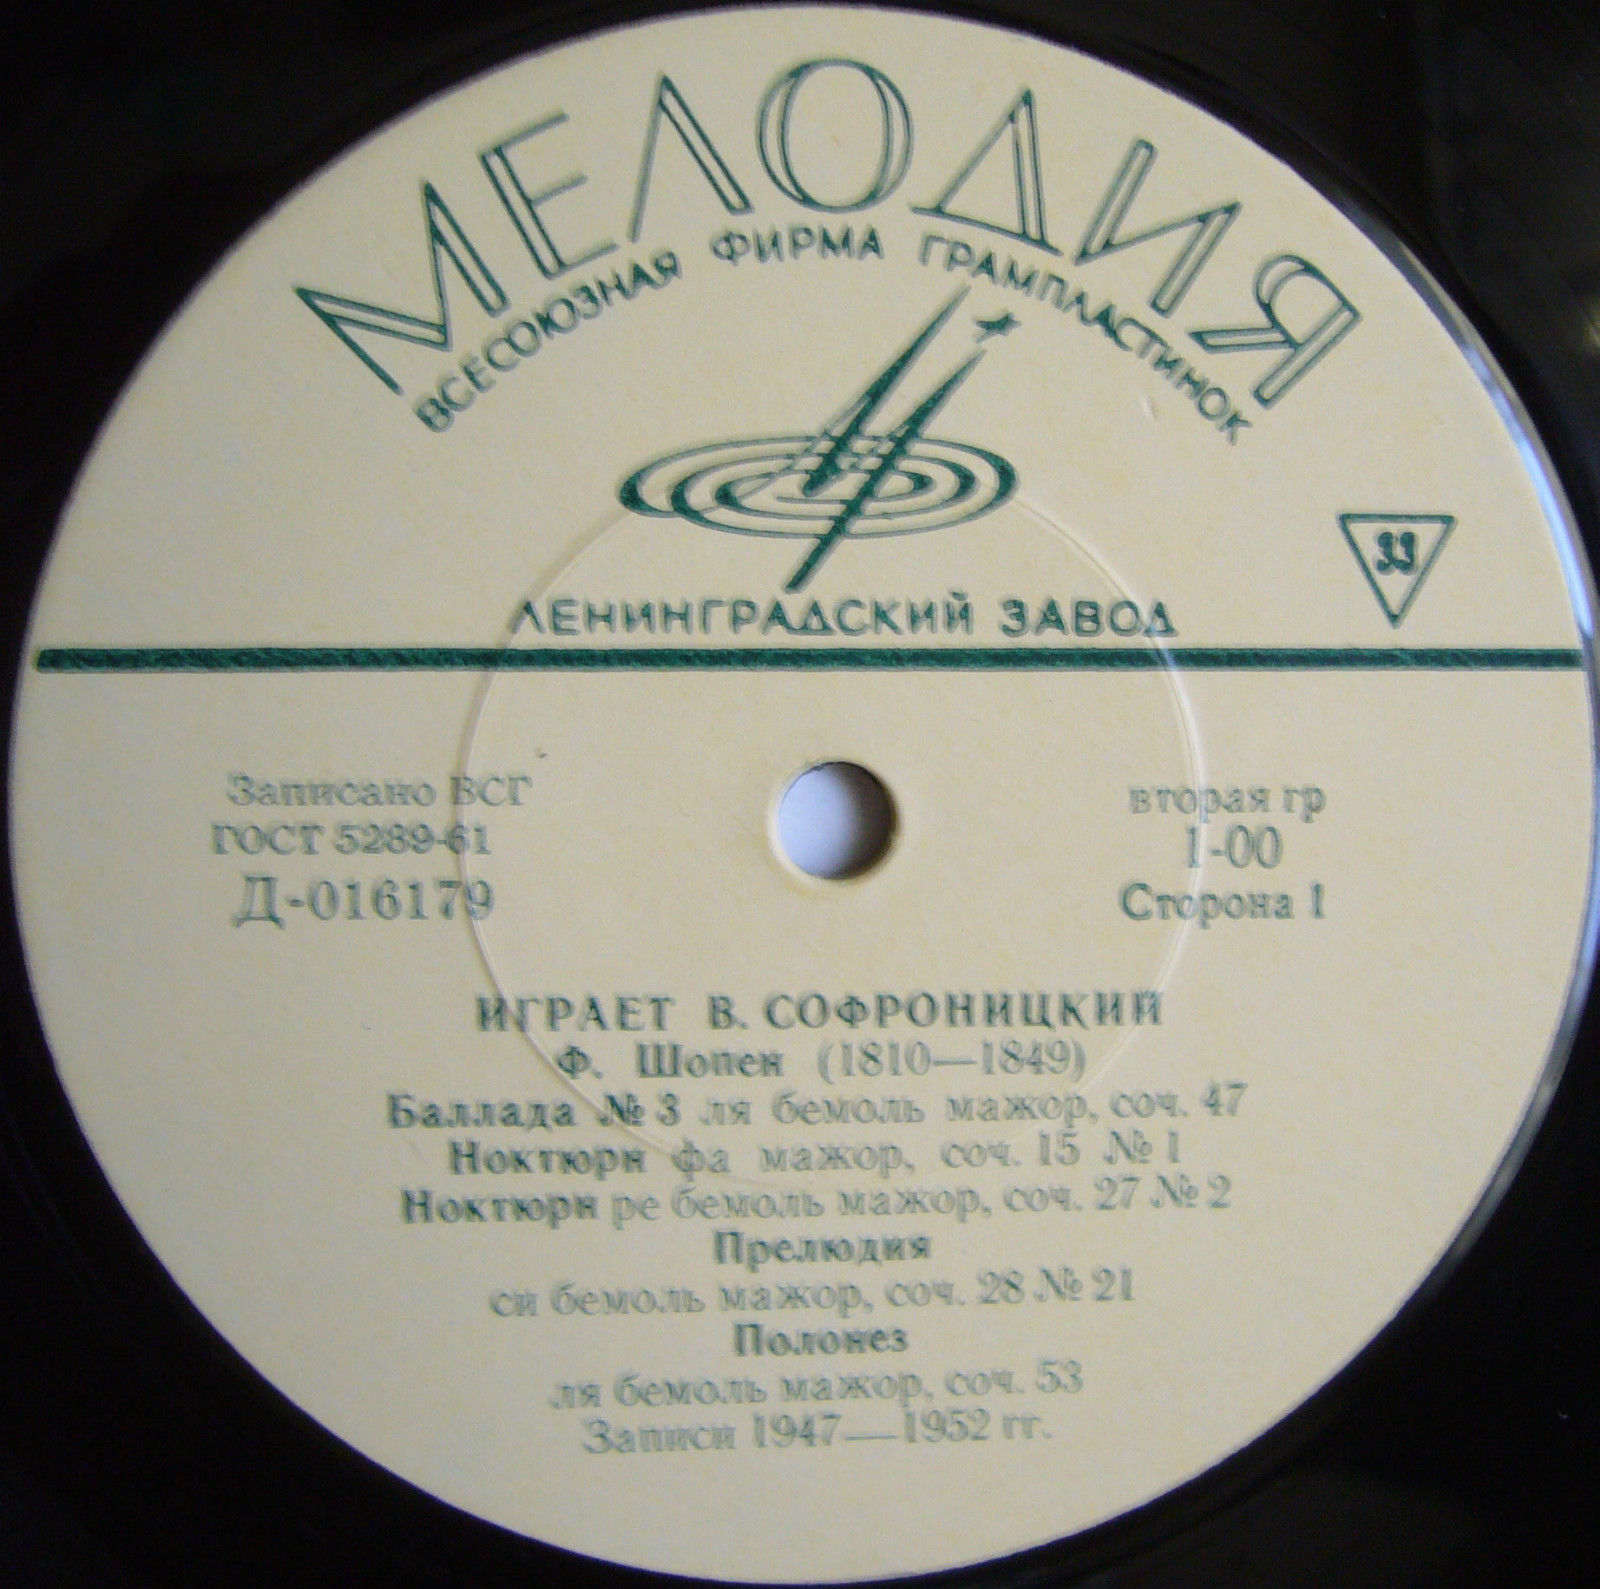 МЕЛОДИЯ
ВСЕСОЮЗНАЯ ФИРМА ГРАМПЛАСТИНОК
33
ЛЕНИНГРАДСКИЙ ЗАВОД
Записано ВСГ
ГОСТ 5289-61
Д-016179
вторая гр
1-00
Сторона 1
ИГРАЕТ В. СОФРОНИЦКИЙ
Ф. Шопен (1810—1849)
Баллада № 3 ля бемоль мажор, соч. 47
Ноктюрн фа мажор, соч. 15 № 1
Ноктюрн ре бемоль мажор, соч. 27 № 2
Прелюдия
си бемоль мажор, соч. 28 № 21
Полонез
ля бемоль мажор, соч. 53
Записи 1947—1952 гг.